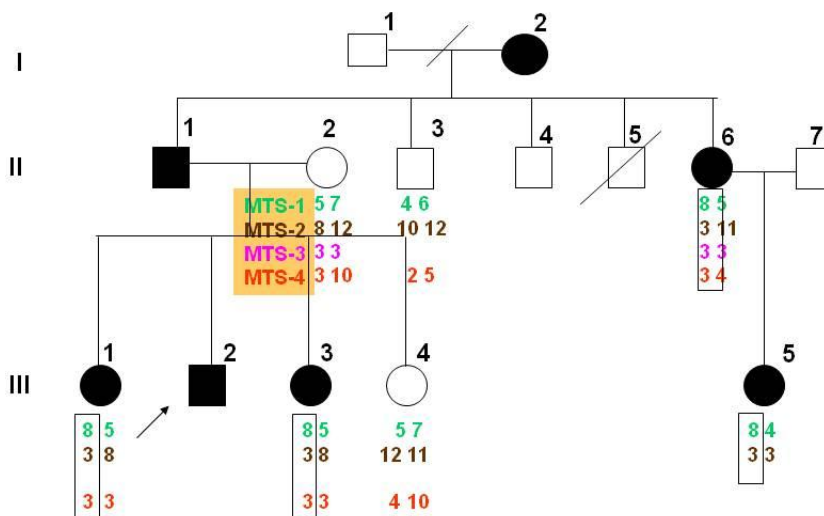 1 2
I
1 2 3 4 5 6 7
II
MTS-1 5 7 4 6 8 5
MTS-2 8 12 10 12 3 11
MTS-3 3 3 3 3
MTS-4 3 10 2 5 3 4
1 2 3 4 5
III
8 5 8 5 5 7 8 4
3 8 3 8 12 11 3 3
3 3 3 3 4 10